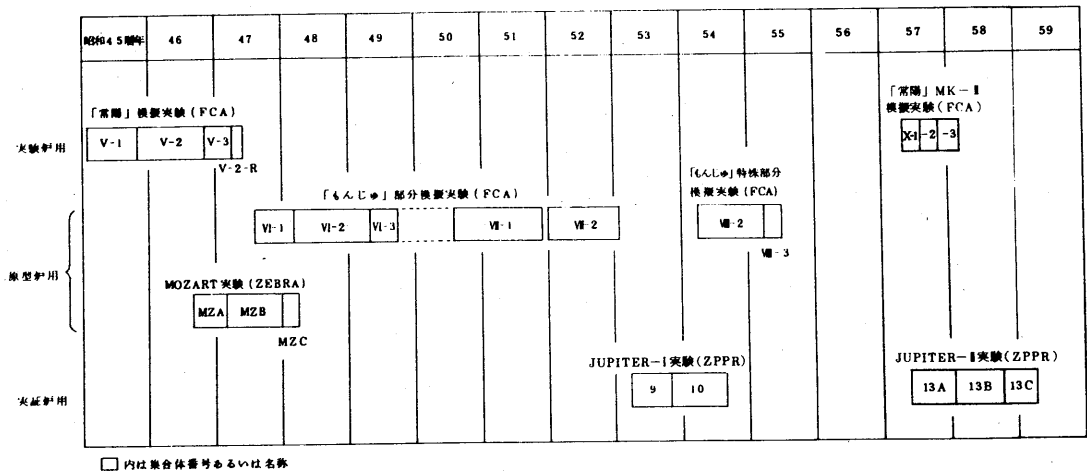 昭和45暦年 46 47 48 49 50 51 52 53 54 55 56 57 58 59
実験炉用
「常陽」模擬実験(FCA)
V-1 V-2 V-3
V-2-R
「常陽」MK-Ⅱ
模擬実験(FCA)
X-1 -2 -3
原型炉用
「もんじゅ」部分模擬実験(FCA)
Ⅵ-1 Ⅵ-2 Ⅵ-3 Ⅶ-1 Ⅶ-2
「もんじゅ」特殊部分
模擬実験(FCA)
Ⅷ-2
Ⅷ-3
MOZART実験(ZEBRA)
MZA MZB
MZC
実証炉用
JUPITER-Ⅰ実験(ZPPR)
9 10
JUPITER-Ⅱ実験(ZPPR)
13A 13B 13C
内は集合体番号あるいは名称